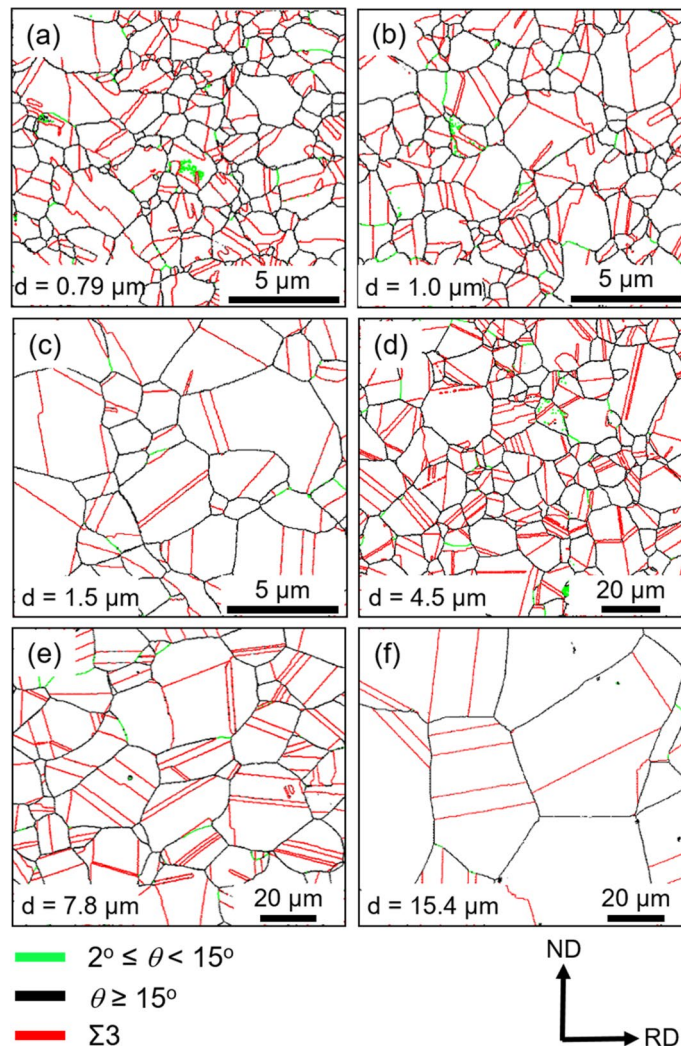 (a)
d = 0.79 μm
5 μm
(b)
d = 1.0 μm
5 μm
(c)
d = 1.5 μm
5 μm
(d)
d = 4.5 μm
20 μm
(e)
d = 7.8 μm
20 μm
(f)
d = 15.4 μm
20 μm
2° ≤ θ < 15°
θ ≥ 15°
Σ3
ND
RD